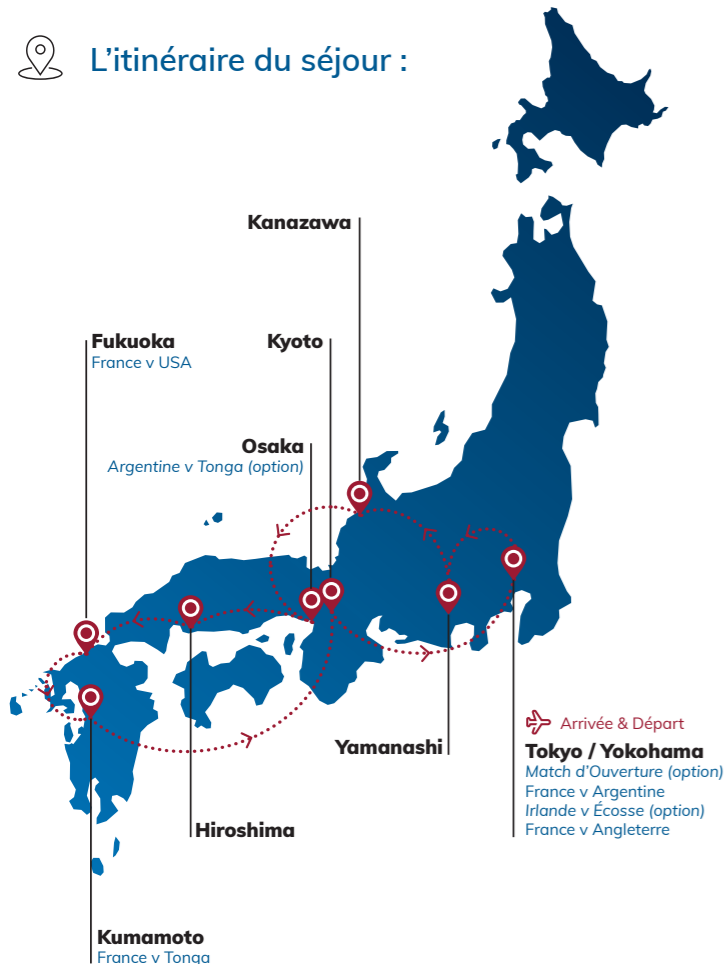 L'itinéraire du séjour :
Kanazawa
Fukuoka
France v USA
Kyoto
Osaka
Argentine v Tonga (option)
Arrivée & Départ
Tokyo / Yokohama
Match d'Ouverture (option)
France v Argentine
Irlande v Écosse (option)
France v Angleterre
Yamanashi
Hiroshima
Kumamoto
France v Tonga